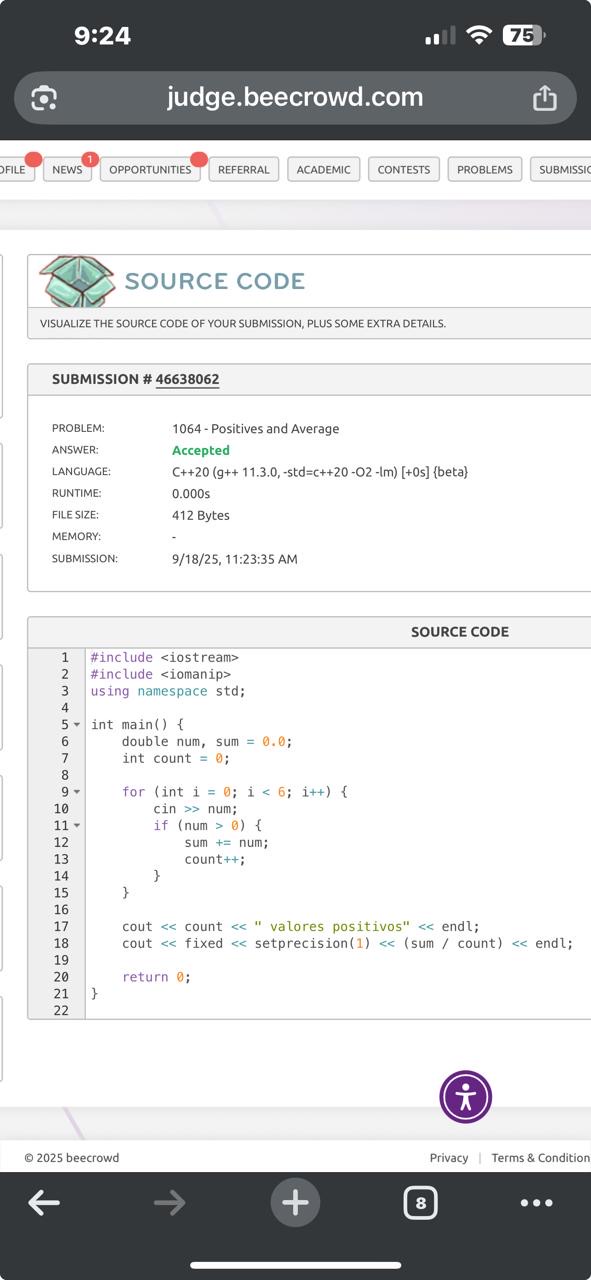 9:24
75
judge.beecrowd.com
OFILE
NEWS 1
OPPORTUNITIES
REFERRAL
ACADEMIC
CONTESTS
PROBLEMS
SUBMISSIO
SOURCE CODE
VISUALIZE THE SOURCE CODE OF YOUR SUBMISSION, PLUS SOME EXTRA DETAILS.
SUBMISSION # 46638062
PROBLEM: 1064 - Positives and Average
ANSWER: Accepted
LANGUAGE: C++20 (g++ 11.3.0, -std=c++20 -O2 -lm) [+0s] {beta}
RUNTIME: 0.000s
FILE SIZE: 412 Bytes
MEMORY: -
SUBMISSION: 9/18/25, 11:23:35 AM
SOURCE CODE
1 #include <iostream>
2 #include <iomanip>
3 using namespace std;
4
5 int main() {
6     double num, sum = 0.0;
7     int count = 0;
8
9     for (int i = 0; i < 6; i++) {
10         cin >> num;
11         if (num > 0) {
12             sum += num;
13             count++;
14         }
15     }
16
17     cout << count << " valores positivos" << endl;
18     cout << fixed << setprecision(1) << (sum / count) << endl;
19
20     return 0;
21 }
22
© 2025 beecrowd
Privacy | Terms & Condition
8